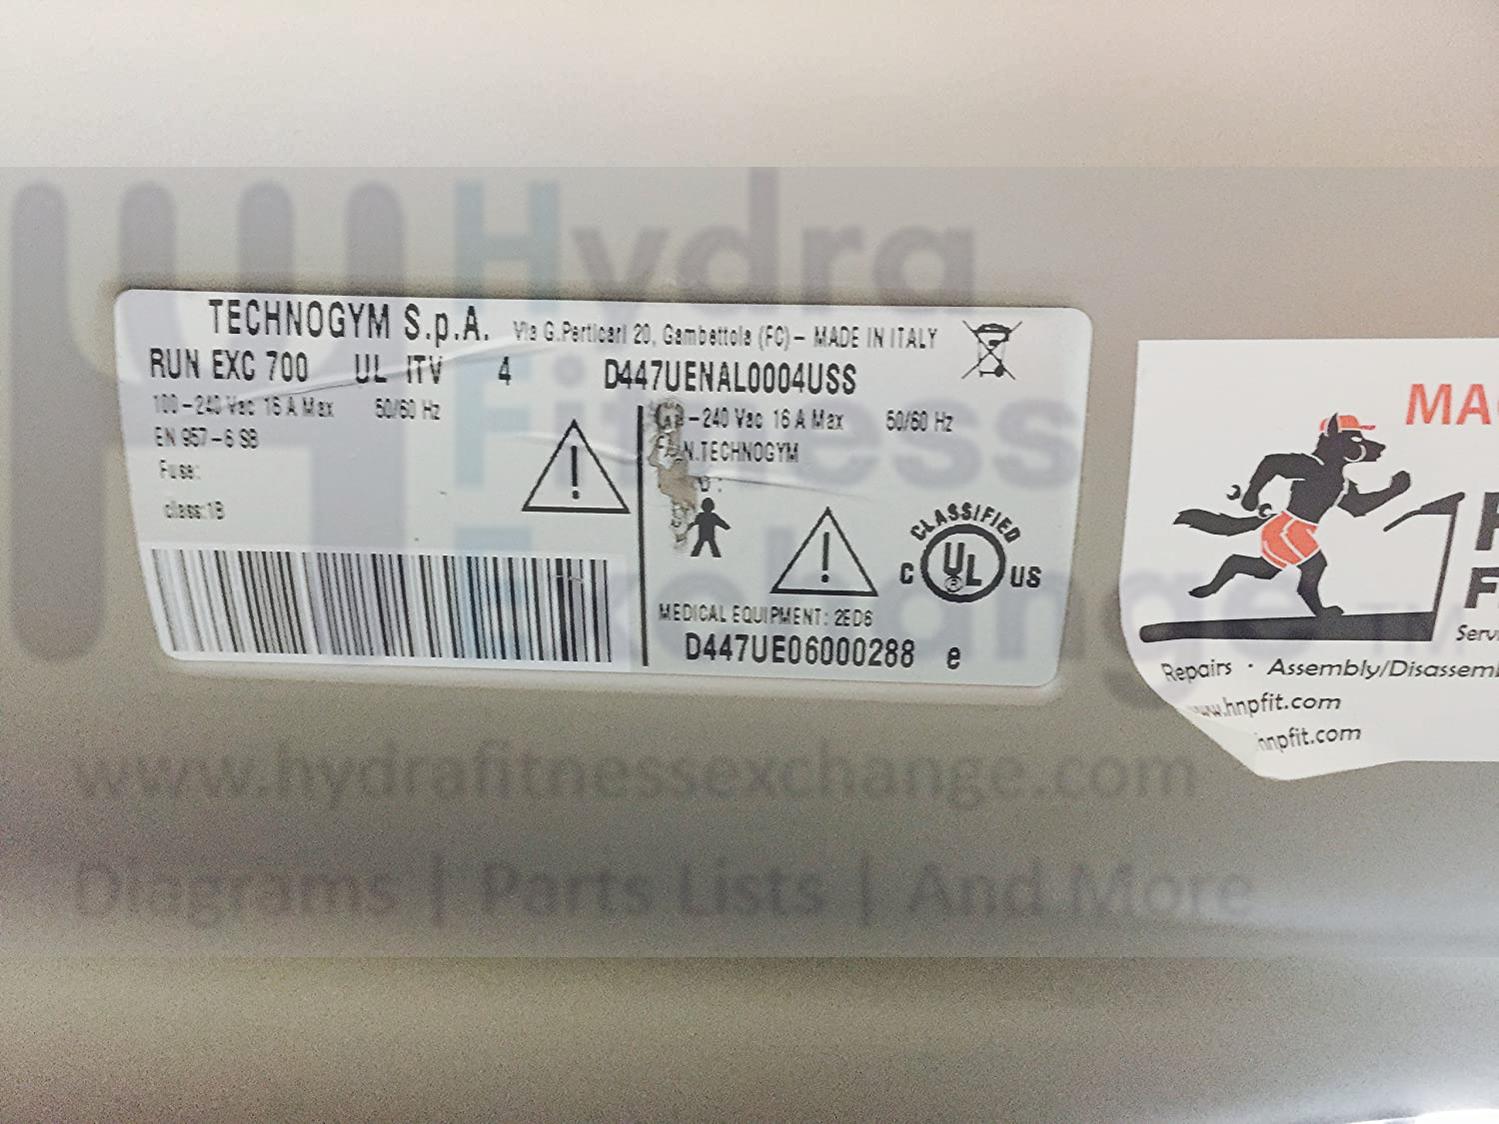 TECHNOGYM S.p.A. Via G.Perticari 20, Gambettola (FC) - MADE IN ITALY
RUN EXC 700 UL ITV 4 D447UENAL0004USS
100-240 Vac 16 A Max 50/60 Hz
EN 957-6 SB
Fuse:
class:1B
-240 Vac 16 A Max 50/60 Hz
N.TECHNOGYM
CLASSIFIED
C UL US
MEDICAL EQUIPMENT: 2ED6
D447UE06000288 e
MA
Repairs · Assembly/Disassem
www.hnpfit.com
hnpfit.com
Hydra
Fitness
Exchange
www.hydrafitnessexchange.com
Diagrams | Parts Lists | And More